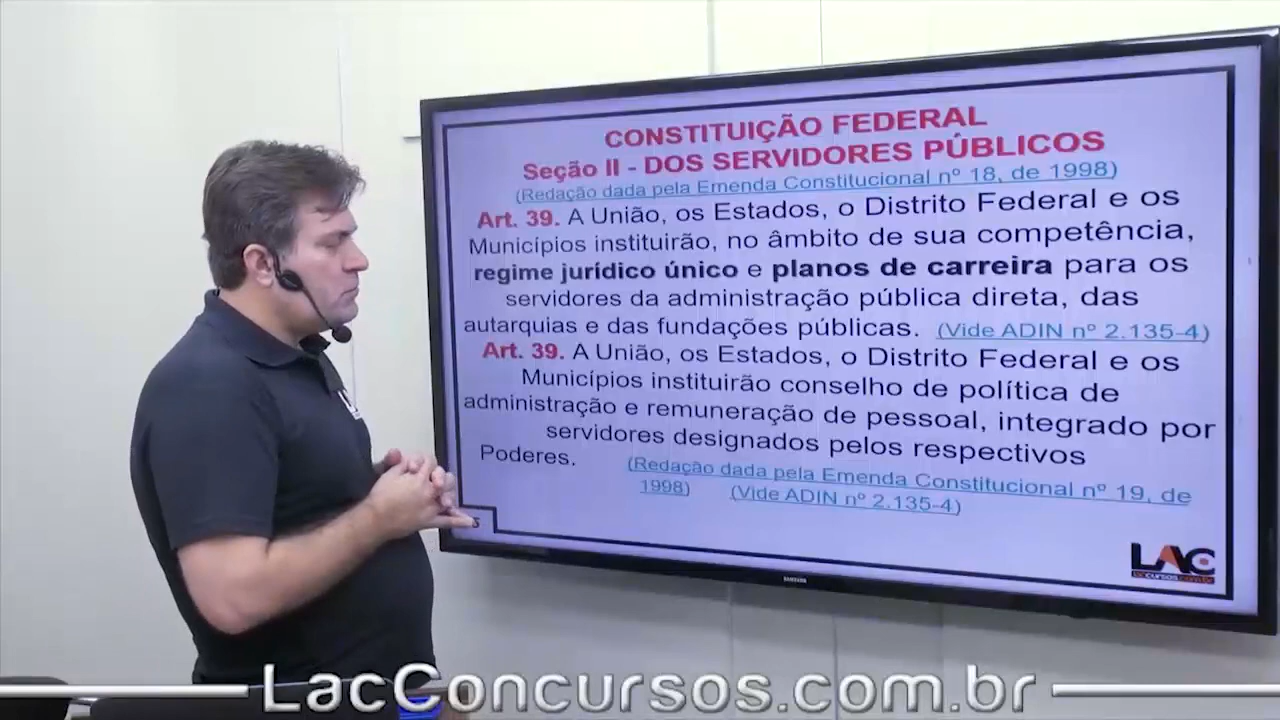 CONSTITUIÇÃO FEDERAL
Seção II - DOS SERVIDORES PÚBLICOS
(Redação dada pela Emenda Constitucional nº 18, de 1998)
Art. 39. A União, os Estados, o Distrito Federal e os
Municípios instituirão, no âmbito de sua competência,
regime jurídico único e planos de carreira para os
servidores da administração pública direta, das
autarquias e das fundações públicas. (Vide ADIN nº 2.135-4)
Art. 39. A União, os Estados, o Distrito Federal e os
Municípios instituirão conselho de política de
administração e remuneração de pessoal, integrado por
servidores designados pelos respectivos
Poderes. (Redação dada pela Emenda Constitucional nº 19, de
1998) (Vide ADIN nº 2.135-4)
LAC
lacconcursos.com.br
SAMSUNG
LacConcursos.com.br